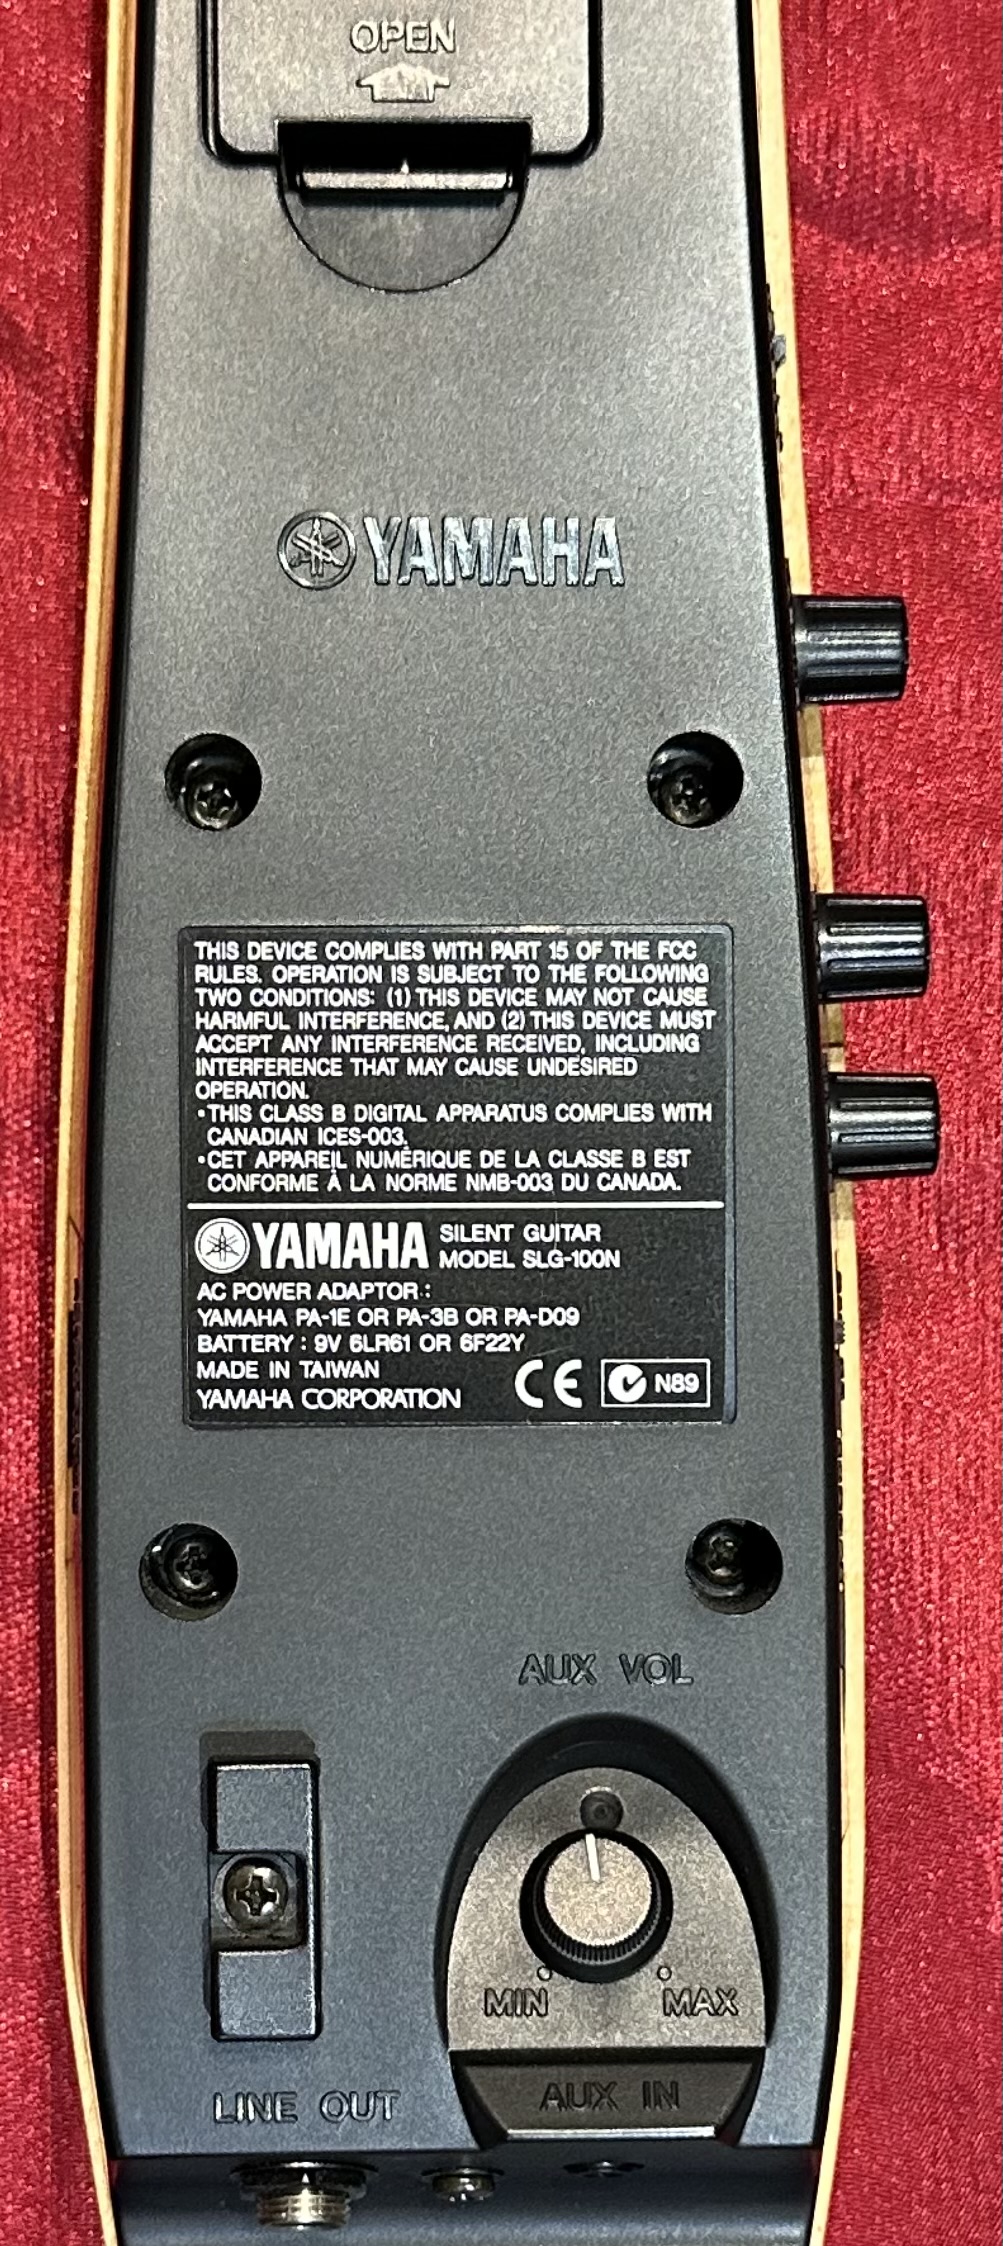 OPEN
YAMAHA
THIS DEVICE COMPLIES WITH PART 15 OF THE FCC
RULES. OPERATION IS SUBJECT TO THE FOLLOWING
TWO CONDITIONS: (1) THIS DEVICE MAY NOT CAUSE
HARMFUL INTERFERENCE, AND (2) THIS DEVICE MUST
ACCEPT ANY INTERFERENCE RECEIVED, INCLUDING
INTERFERENCE THAT MAY CAUSE UNDESIRED
OPERATION.
•THIS CLASS B DIGITAL APPARATUS COMPLIES WITH
CANADIAN ICES-003.
•CET APPAREIL NUMÉRIQUE DE LA CLASSE B EST
CONFORME À LA NORME NMB-003 DU CANADA.
YAMAHA SILENT GUITAR
MODEL SLG-100N
AC POWER ADAPTOR :
YAMAHA PA-1E OR PA-3B OR PA-D09
BATTERY : 9V 6LR61 OR 6F22Y
MADE IN TAIWAN
YAMAHA CORPORATION CE N89
AUX VOL
MIN MAX
AUX IN
LINE OUT